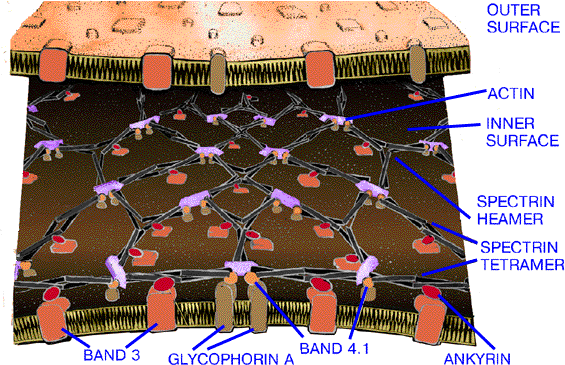 OUTER
SURFACE
ACTIN
INNER
SURFACE
SPECTRIN
HEAMER
SPECTRIN
TETRAMER
BAND 3
GLYCOPHORIN A
BAND 4.1
ANKYRIN